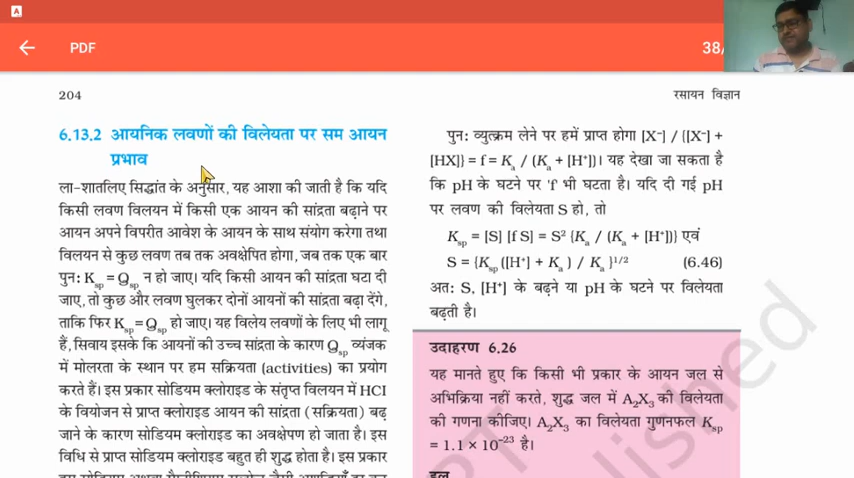 A
PDF
38/
204
रसायन विज्ञान
6.13.2 आयनिक लवणों की विलेयता पर सम आयन
प्रभाव
ला-शातलिए सिद्धांत के अनुसार, यह आशा की जाती है कि यदि
किसी लवण विलयन में किसी एक आयन की सांद्रता बढ़ाने पर
आयन अपने विपरीत आवेश के आयन के साथ संयोग करेगा तथा
विलयन से कुछ लवण तब तक अवक्षेपित होगा, जब तक एक बार
पुन: Ksp = Qsp न हो जाए। यदि किसी आयन की सांद्रता घटा दी
जाए, तो कुछ और लवण घुलकर दोनों आयनों की सांद्रता बढ़ा देंगे,
ताकि फिर Ksp = Qsp हो जाए। यह विलेय लवणों के लिए भी लागू
हैं, सिवाय इसके कि आयनों की उच्च सांद्रता के कारण Qsp व्यंजक
में मोलरता के स्थान पर हम सक्रियता (activities) का प्रयोग
करते हैं। इस प्रकार सोडियम क्लोराइड के संतृप्त विलयन में HCl
के वियोजन से प्राप्त क्लोराइड आयन की सांद्रता (सक्रियता) बढ़
जाने के कारण सोडियम क्लोराइड का अवक्षेपण हो जाता है। इस
विधि से प्राप्त सोडियम क्लोराइड बहुत ही शुद्ध होता है। इस प्रकार
पुन: व्युत्क्रम लेने पर हमें प्राप्त होगा [X⁻] / {[X⁻] +
[HX]} = f = Ka / (Ka + [H⁺])। यह देखा जा सकता है
कि pH के घटने पर 'f' भी घटता है। यदि दी गई pH
पर लवण की विलेयता S हो, तो
Ksp = [S] [f S] = S² {Ka / (Ka + [H⁺])} एवं
S = {Ksp ([H⁺] + Ka) / Ka }1/2 (6.46)
अत: S, [H⁺] के बढ़ने या pH के घटने पर विलेयता
बढ़ती है।
उदाहरण 6.26
यह मानते हुए कि किसी भी प्रकार के आयन जल से
अभिक्रिया नहीं करते, शुद्ध जल में A₂X₃ की विलेयता
की गणना कीजिए। A₂X₃ का विलेयता गुणनफल Ksp
= 1.1 × 10⁻²³ है।
हल